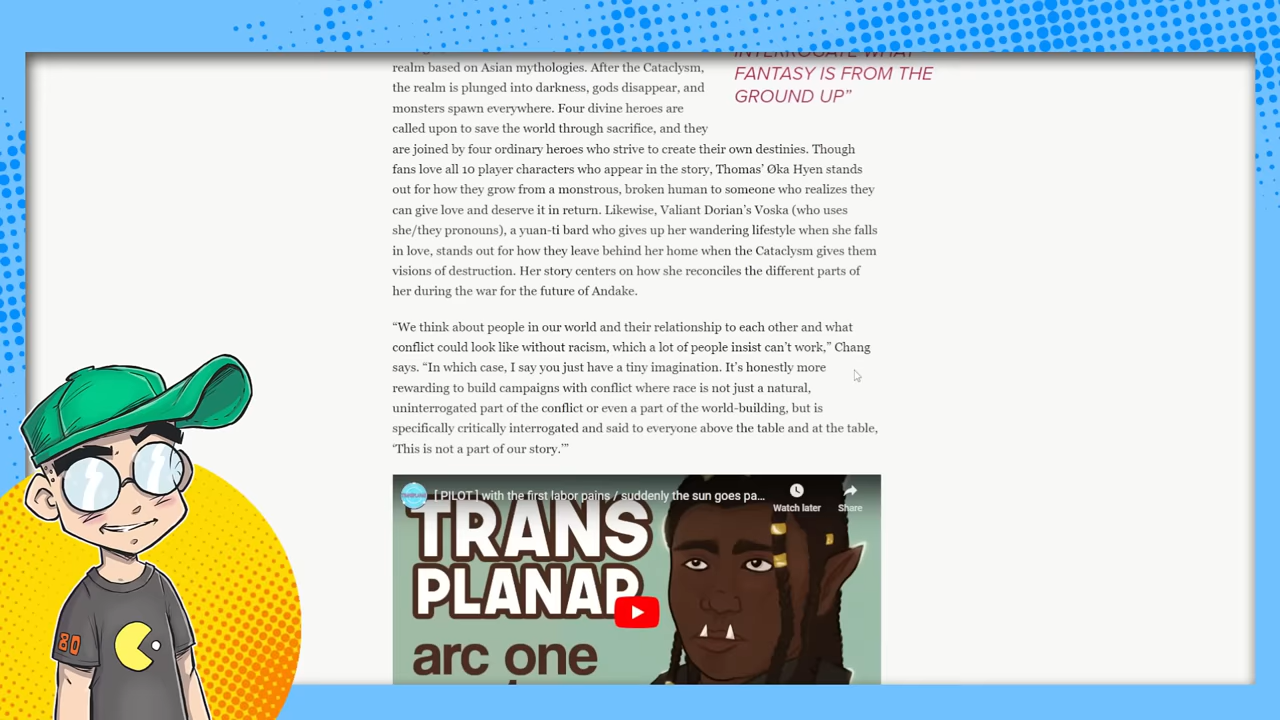 realm based on Asian mythologies. After the Cataclysm,
the realm is plunged into darkness, gods disappear, and
monsters spawn everywhere. Four divine heroes are
called upon to save the world through sacrifice, and they
are joined by four ordinary heroes who strive to create their own destinies. Though
fans love all 10 player characters who appear in the story, Thomas’ Øka Hyen stands
out for how they grow from a monstrous, broken human to someone who realizes they
can give love and deserve it in return. Likewise, Valiant Dorian’s Voska (who uses
she/they pronouns), a yuan-ti bard who gives up her wandering lifestyle when she falls
in love, stands out for how they leave behind her home when the Cataclysm gives them
visions of destruction. Her story centers on how she reconciles the different parts of
her during the war for the future of Andake.
INTERROGATE WHAT
FANTASY IS FROM THE
GROUND UP”
“We think about people in our world and their relationship to each other and what
conflict could look like without racism, which a lot of people insist can’t work,” Chang
says. “In which case, I say you just have a tiny imagination. It’s honestly more
rewarding to build campaigns with conflict where race is not just a natural,
uninterrogated part of the conflict or even a part of the world-building, but is
specifically critically interrogated and said to everyone above the table and at the table,
‘This is not a part of our story.’”
[ PILOT ] with the first labor pains / suddenly the sun goes pa...
Watch later
Share
TRANS
PLANAR
arc one
80